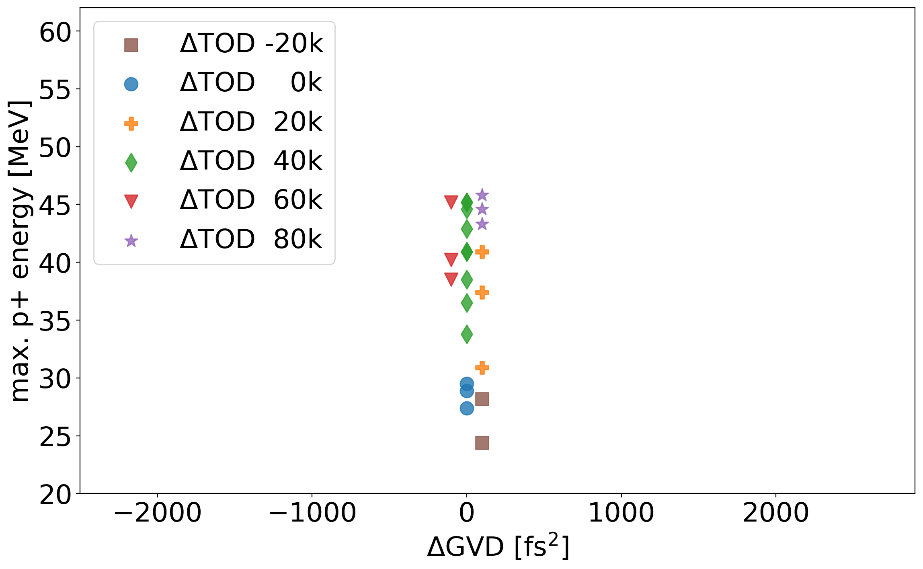 60
55
50
45
40
35
30
25
20
max. p+ energy [MeV]
ΔTOD -20k
ΔTOD 0k
ΔTOD 20k
ΔTOD 40k
ΔTOD 60k
ΔTOD 80k
−2000
−1000
0
1000
2000
ΔGVD [fs²]